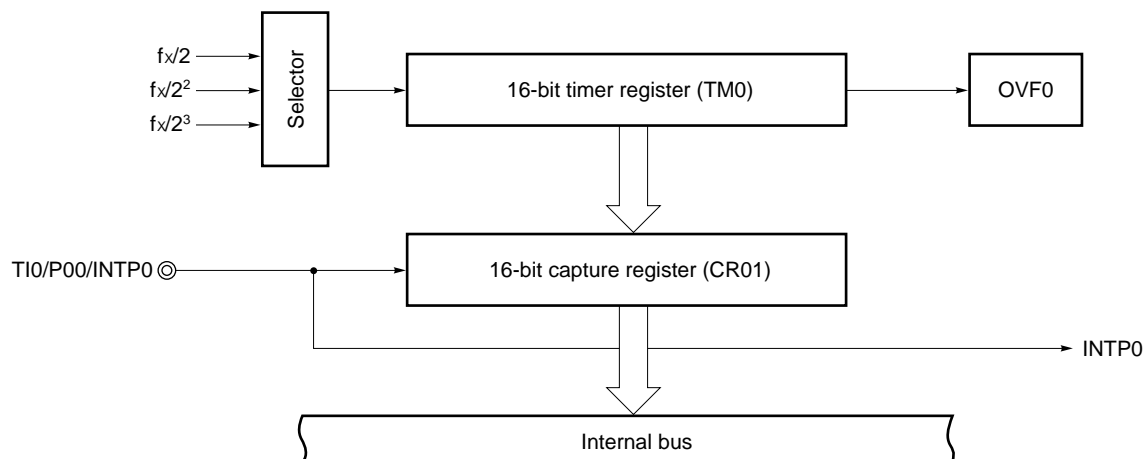 fX/2
fX/2²
fX/2³
Selector
16-bit timer register (TM0)
OVF0
TI0/P00/INTP0
16-bit capture register (CR01)
INTP0
Internal bus